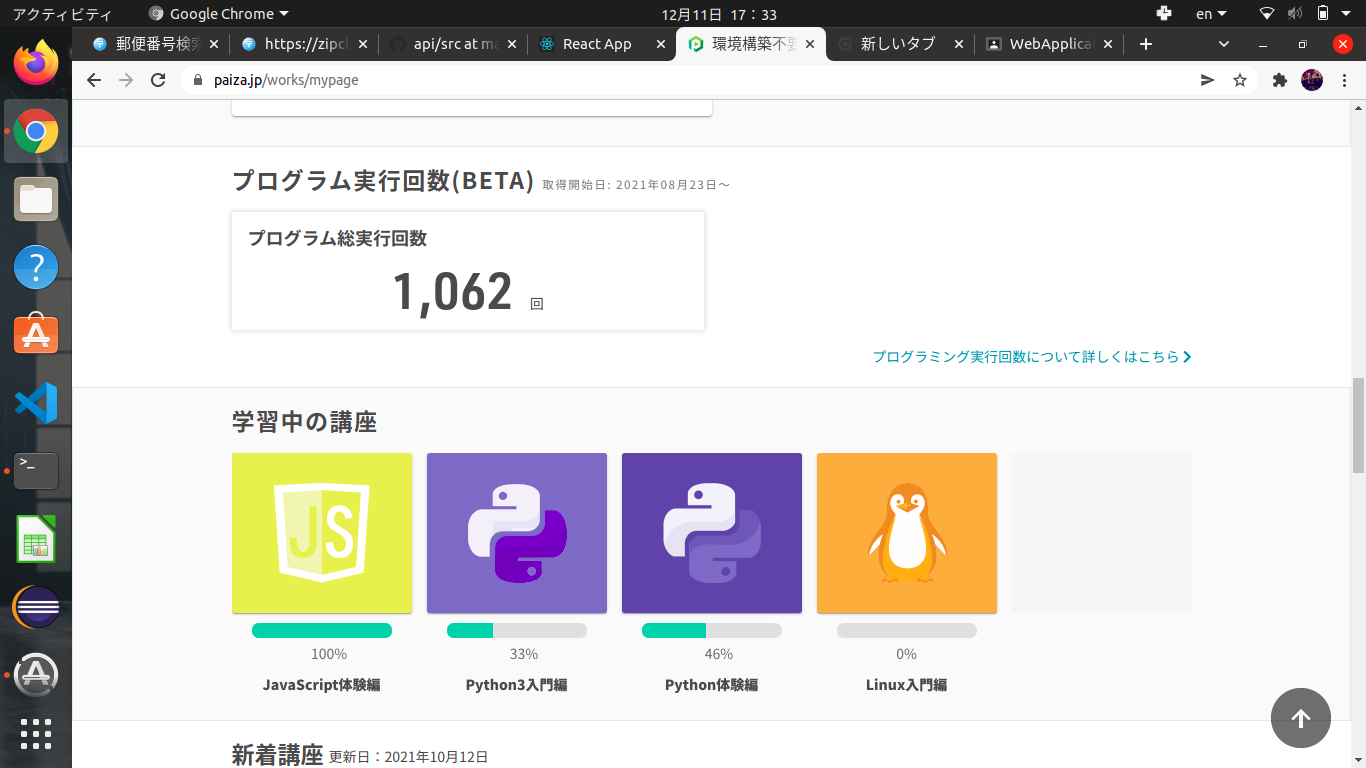 アクティビティ Google Chrome 12月11日 17：33 en
郵便番号検索 https://zipcl api/src at ma React App 環境構築不要 新しいタブ WebApplicat
paiza.jp/works/mypage
プログラム実行回数(BETA) 取得開始日: 2021年08月23日〜
プログラム総実行回数
1,062 回
プログラミング実行回数について詳しくはこちら
学習中の講座
JS
100% 33% 46% 0%
JavaScript体験編 Python3入門編 Python体験編 Linux入門編
新着講座 更新日：2021年10月12日